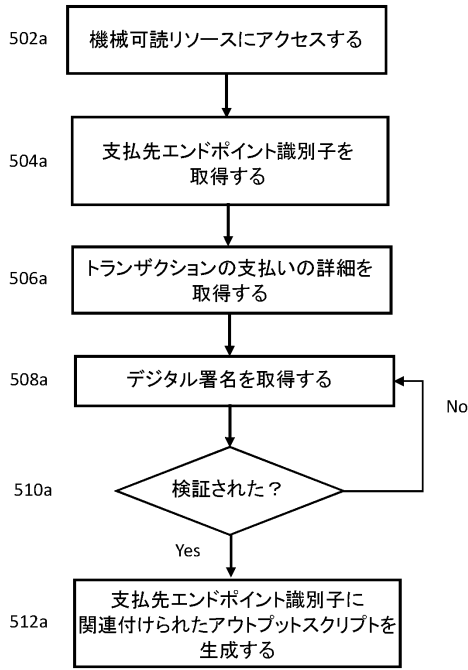 502a
機械可読リソースにアクセスする
504a
支払先エンドポイント識別子を
取得する
506a
トランザクションの支払いの詳細を
取得する
508a
デジタル署名を取得する
No
510a
検証された？
Yes
512a
支払先エンドポイント識別子に
関連付けられたアウトプットスクリプトを
生成する